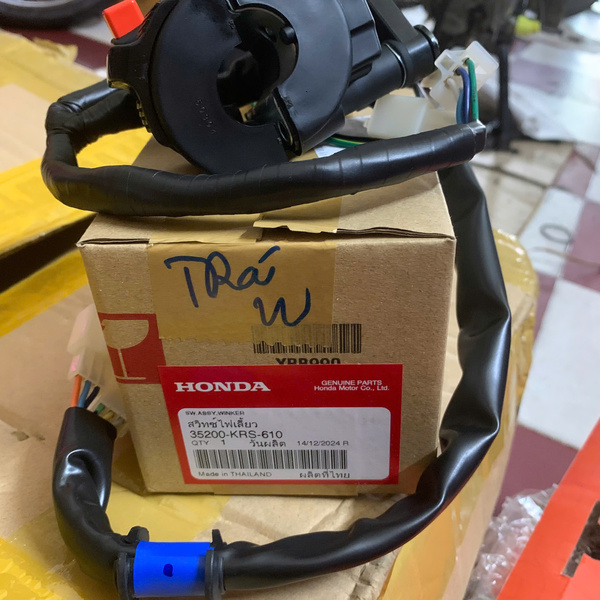 TRái
W
YBB990
HONDA
GENUINE PARTS
Honda Motor Co., Ltd.
SW.ASSY,WINKER
สวิทช์ไฟเลี้ยว
35200-KRS-610
QTY 1 วันผลิต 14/12/2024 R
Made in THAILAND ผลิตที่ไทย